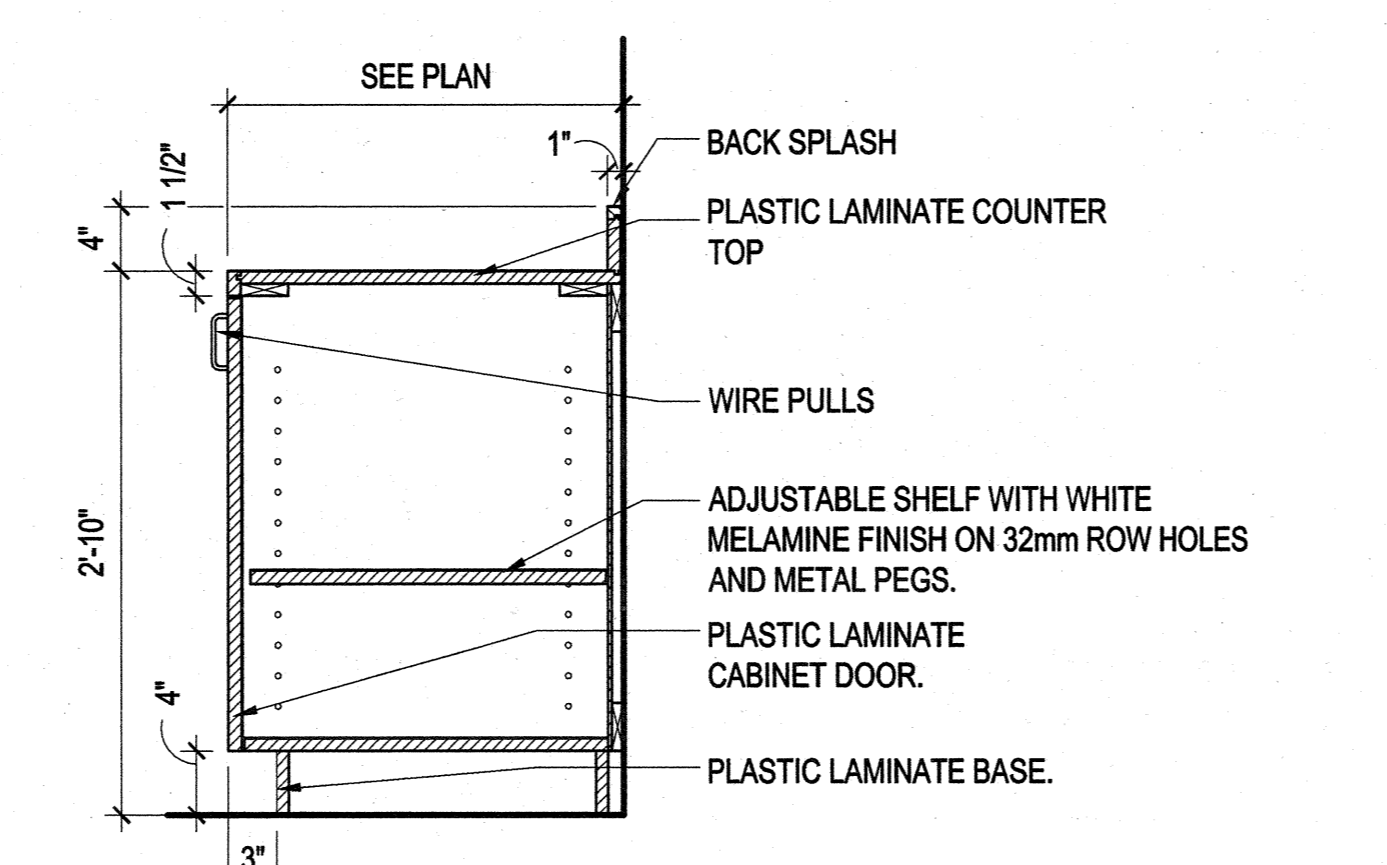 SEE PLAN
1"
BACK SPLASH
1 1/2"
PLASTIC LAMINATE COUNTER
TOP
4"
WIRE PULLS
2'-10"
ADJUSTABLE SHELF WITH WHITE
MELAMINE FINISH ON 32mm ROW HOLES
AND METAL PEGS.
PLASTIC LAMINATE
CABINET DOOR.
4"
PLASTIC LAMINATE BASE.
3"